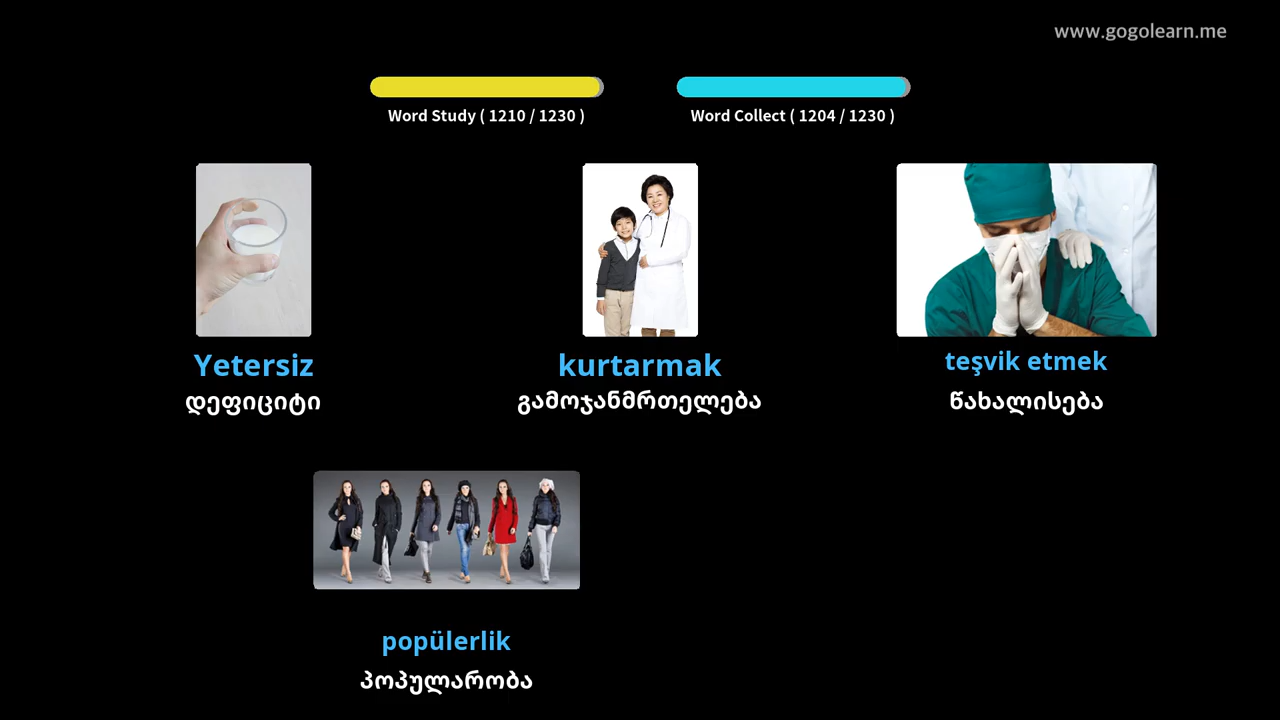 www.gogolearn.me
Word Study ( 1210 / 1230 )
Word Collect ( 1204 / 1230 )
Yetersiz
დეფიციტი
kurtarmak
გამოჯანმრთელება
teşvik etmek
წახალისება
popülerlik
პოპულარობა